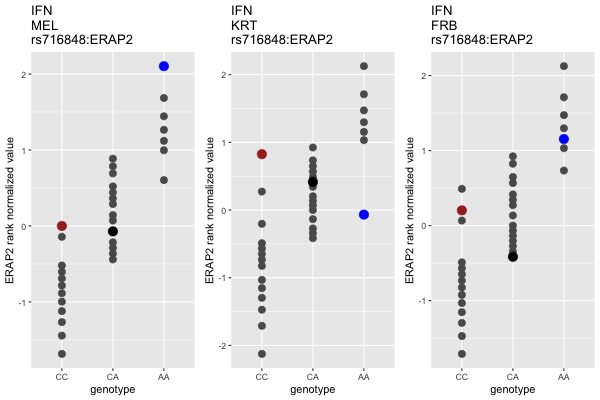 IFN
MEL
rs716848:ERAP2
ERAP2 rank normalized value
2
1
0
-1
CC
CA
AA
genotype
IFN
KRT
rs716848:ERAP2
ERAP2 rank normalized value
2
1
0
-1
-2
CC
CA
AA
genotype
IFN
FRB
rs716848:ERAP2
ERAP2 rank normalized value
2
1
0
-1
CC
CA
AA
genotype